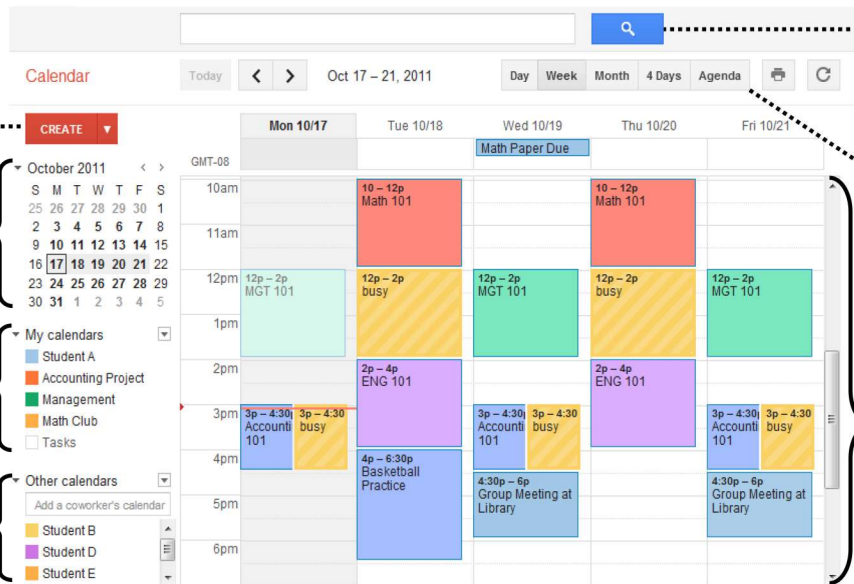 Calendar
Today
Oct 17 – 21, 2011
Day Week Month 4 Days Agenda
CREATE
October 2011
S M T W T F S
25 26 27 28 29 30 1
2 3 4 5 6 7 8
9 10 11 12 13 14 15
16 17 18 19 20 21 22
23 24 25 26 27 28 29
30 31 1 2 3 4 5
My calendars
Student A
Accounting Project
Management
Math Club
Tasks
Other calendars
Add a coworker's calendar
Student B
Student D
Student E
Mon 10/17 Tue 10/18 Wed 10/19 Thu 10/20 Fri 10/21
Math Paper Due
GMT-08
10am
11am
12pm
1pm
2pm
3pm
4pm
5pm
6pm
12p – 2p
MGT 101
3p – 4:30p
Accounti
101
3p – 4:30
busy
10 – 12p
Math 101
12p – 2p
busy
2p – 4p
ENG 101
4p – 6:30p
Basketball
Practice
12p – 2p
MGT 101
3p – 4:30p
Accounti
101
3p – 4:30
busy
4:30p – 6p
Group Meeting at
Library
10 – 12p
Math 101
12p – 2p
busy
2p – 4p
ENG 101
12p – 2p
MGT 101
3p – 4:30p
Accounti
101
3p – 4:30
busy
4:30p – 6p
Group Meeting at
Library